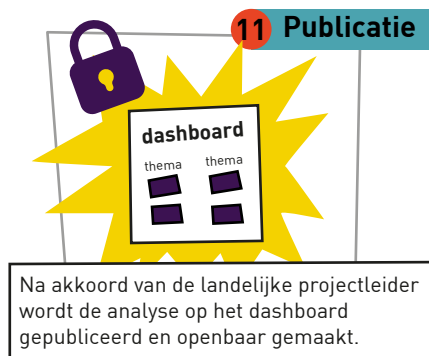 11 Publicatie
dashboard
thema thema
Na akkoord van de landelijke projectleider
wordt de analyse op het dashboard
gepubliceerd en openbaar gemaakt.